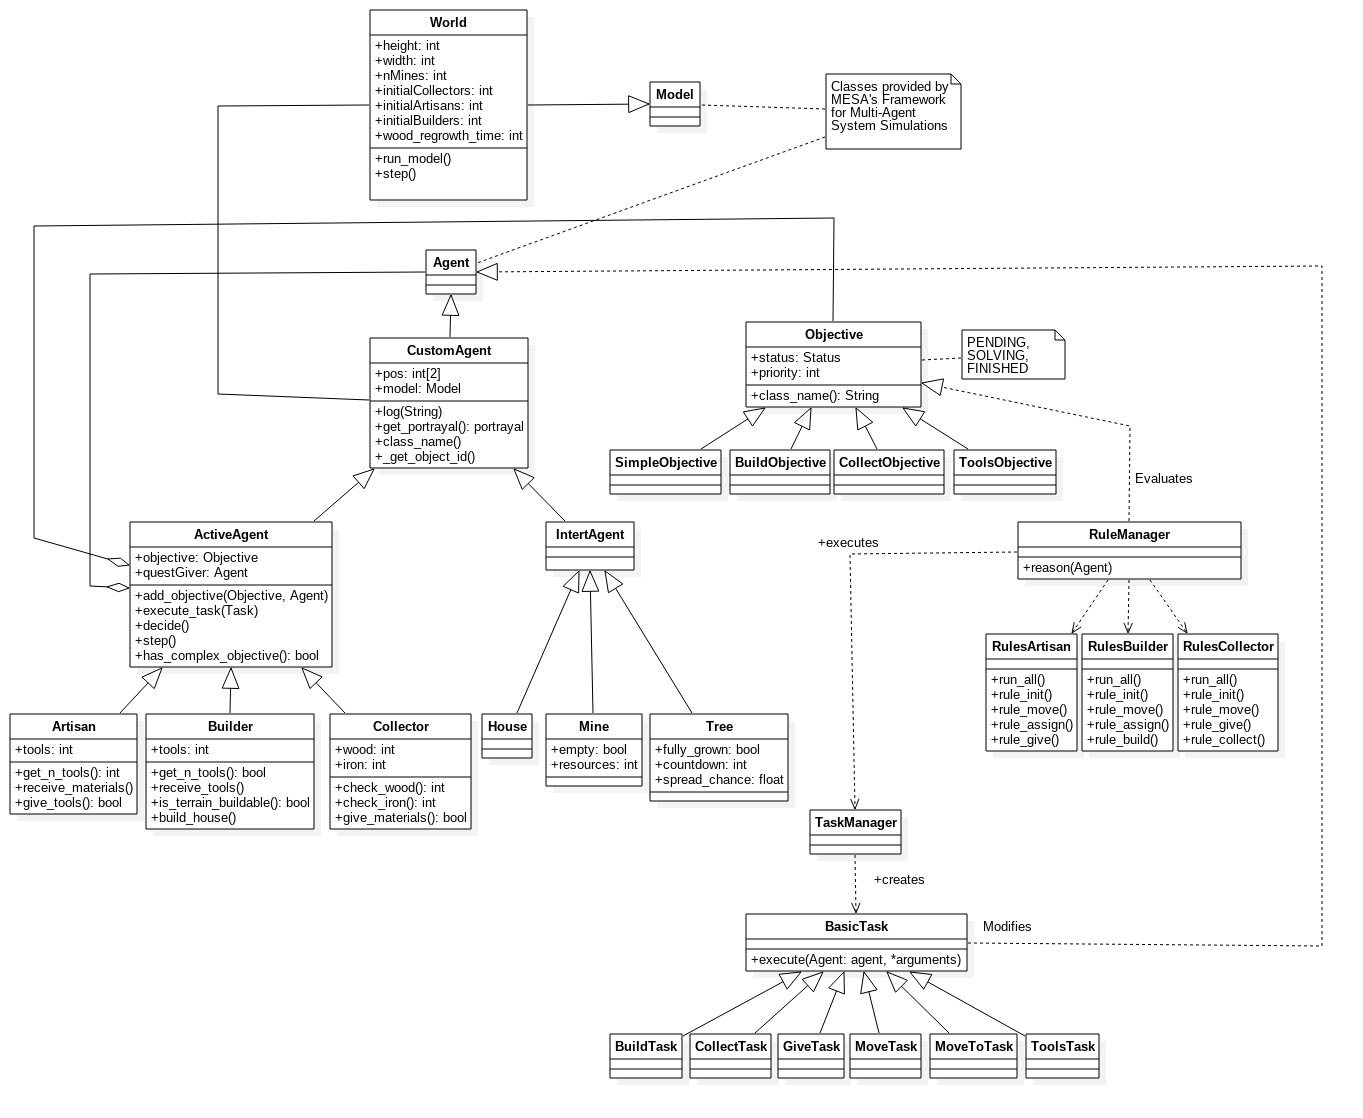 World
+height: int
+width: int
+nMines: int
+initialCollectors: int
+initialArtisans: int
+initialBuilders: int
+wood_regrowth_time: int
+run_model()
+step()
Model
Classes provided by
MESA's Framework
for Multi-Agent
System Simulations
Agent
CustomAgent
+pos: int[2]
+model: Model
+log(String)
+get_portrayal(): portrayal
+class_name()
+_get_object_id()
Objective
+status: Status
+priority: int
+class_name(): String
PENDING,
SOLVING,
FINISHED
SimpleObjective
BuildObjective
CollectObjective
ToolsObjective
Evaluates
ActiveAgent
+objective: Objective
+questGiver: Agent
+add_objective(Objective, Agent)
+execute_task(Task)
+decide()
+step()
+has_complex_objective(): bool
IntertAgent
+executes
RuleManager
+reason(Agent)
RulesArtisan
+run_all()
+rule_init()
+rule_move()
+rule_assign()
+rule_give()
RulesBuilder
+run_all()
+rule_init()
+rule_move()
+rule_assign()
+rule_build()
RulesCollector
+run_all()
+rule_init()
+rule_move()
+rule_give()
+rule_collect()
Artisan
+tools: int
+get_n_tools(): int
+receive_materials()
+give_tools(): bool
Builder
+tools: int
+get_n_tools(): bool
+receive_tools()
+is_terrain_buildable(): bool
+build_house()
Collector
+wood: int
+iron: int
+check_wood(): int
+check_iron(): int
+give_materials(): bool
House
Mine
+empty: bool
+resources: int
Tree
+fully_grown: bool
+countdown: int
+spread_chance: float
TaskManager
+creates
BasicTask
+execute(Agent: agent, *arguments)
Modifies
BuildTask
CollectTask
GiveTask
MoveTask
MoveToTask
ToolsTask